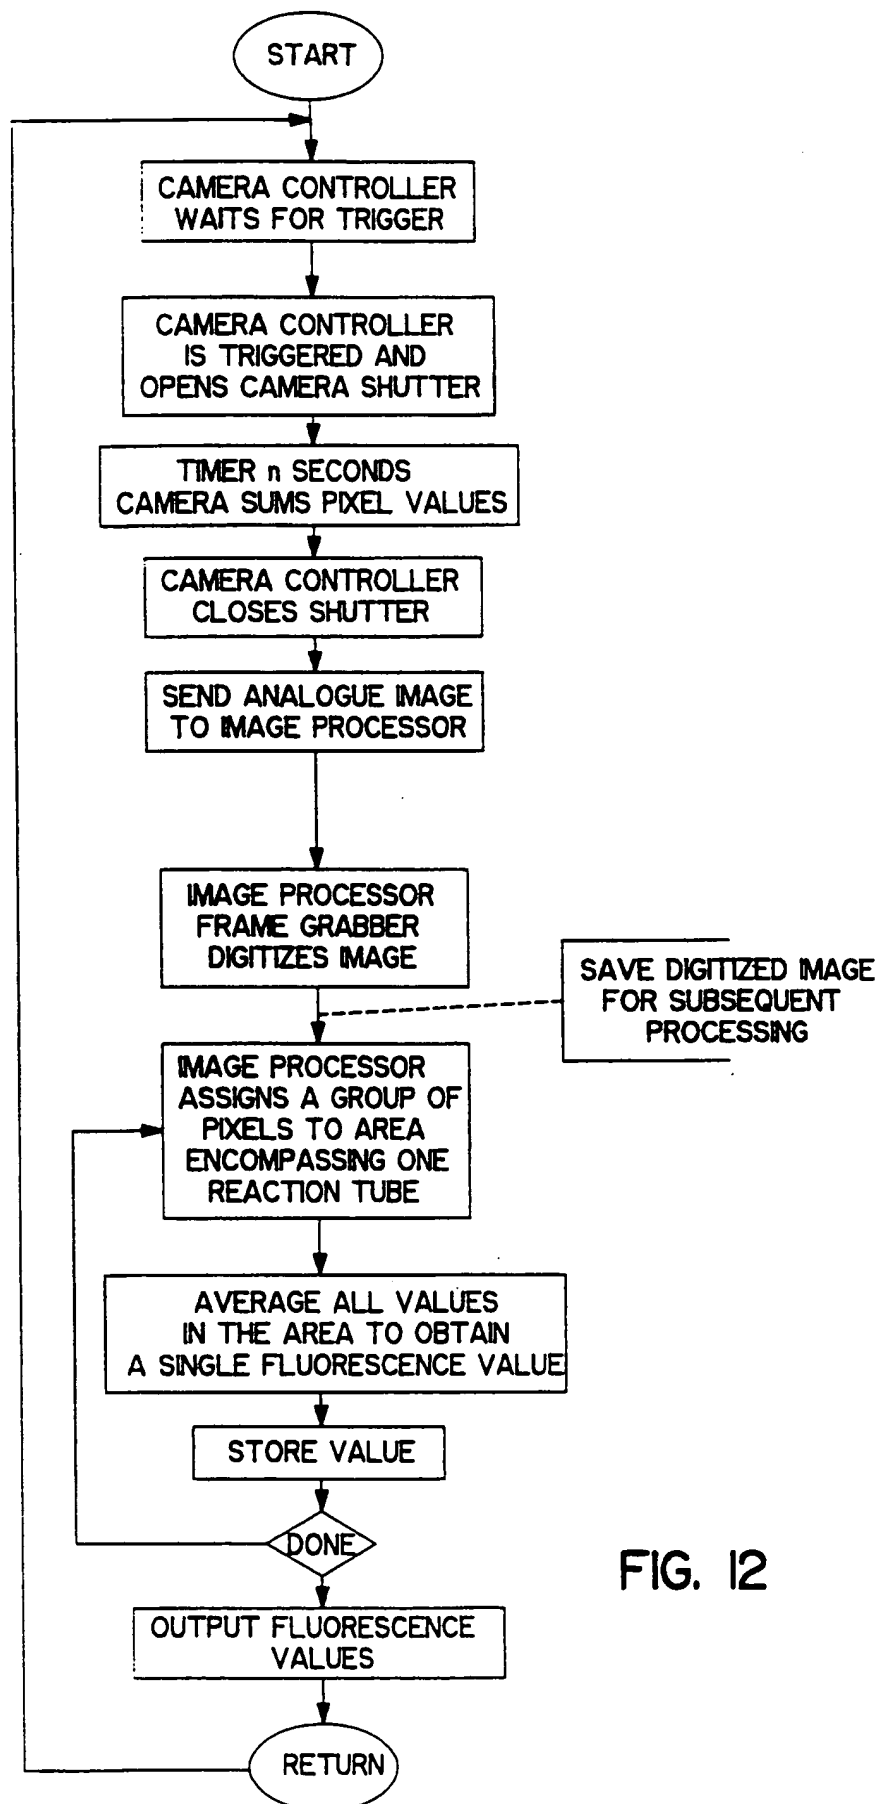 START
CAMERA CONTROLLER
WAITS FOR TRIGGER
CAMERA CONTROLLER
IS TRIGGERED AND
OPENS CAMERA SHUTTER
TIMER n SECONDS
CAMERA SUMS PIXEL VALUES
CAMERA CONTROLLER
CLOSES SHUTTER
SEND ANALOGUE IMAGE
TO IMAGE PROCESSOR
IMAGE PROCESSOR
FRAME GRABBER
DIGITIZES IMAGE
SAVE DIGITIZED IMAGE
FOR SUBSEQUENT
PROCESSING
IMAGE PROCESSOR
ASSIGNS A GROUP OF
PIXELS TO AREA
ENCOMPASSING ONE
REACTION TUBE
AVERAGE ALL VALUES
IN THE AREA TO OBTAIN
A SINGLE FLUORESCENCE VALUE
STORE VALUE
DONE
OUTPUT FLUORESCENCE
VALUES
RETURN
FIG. 12